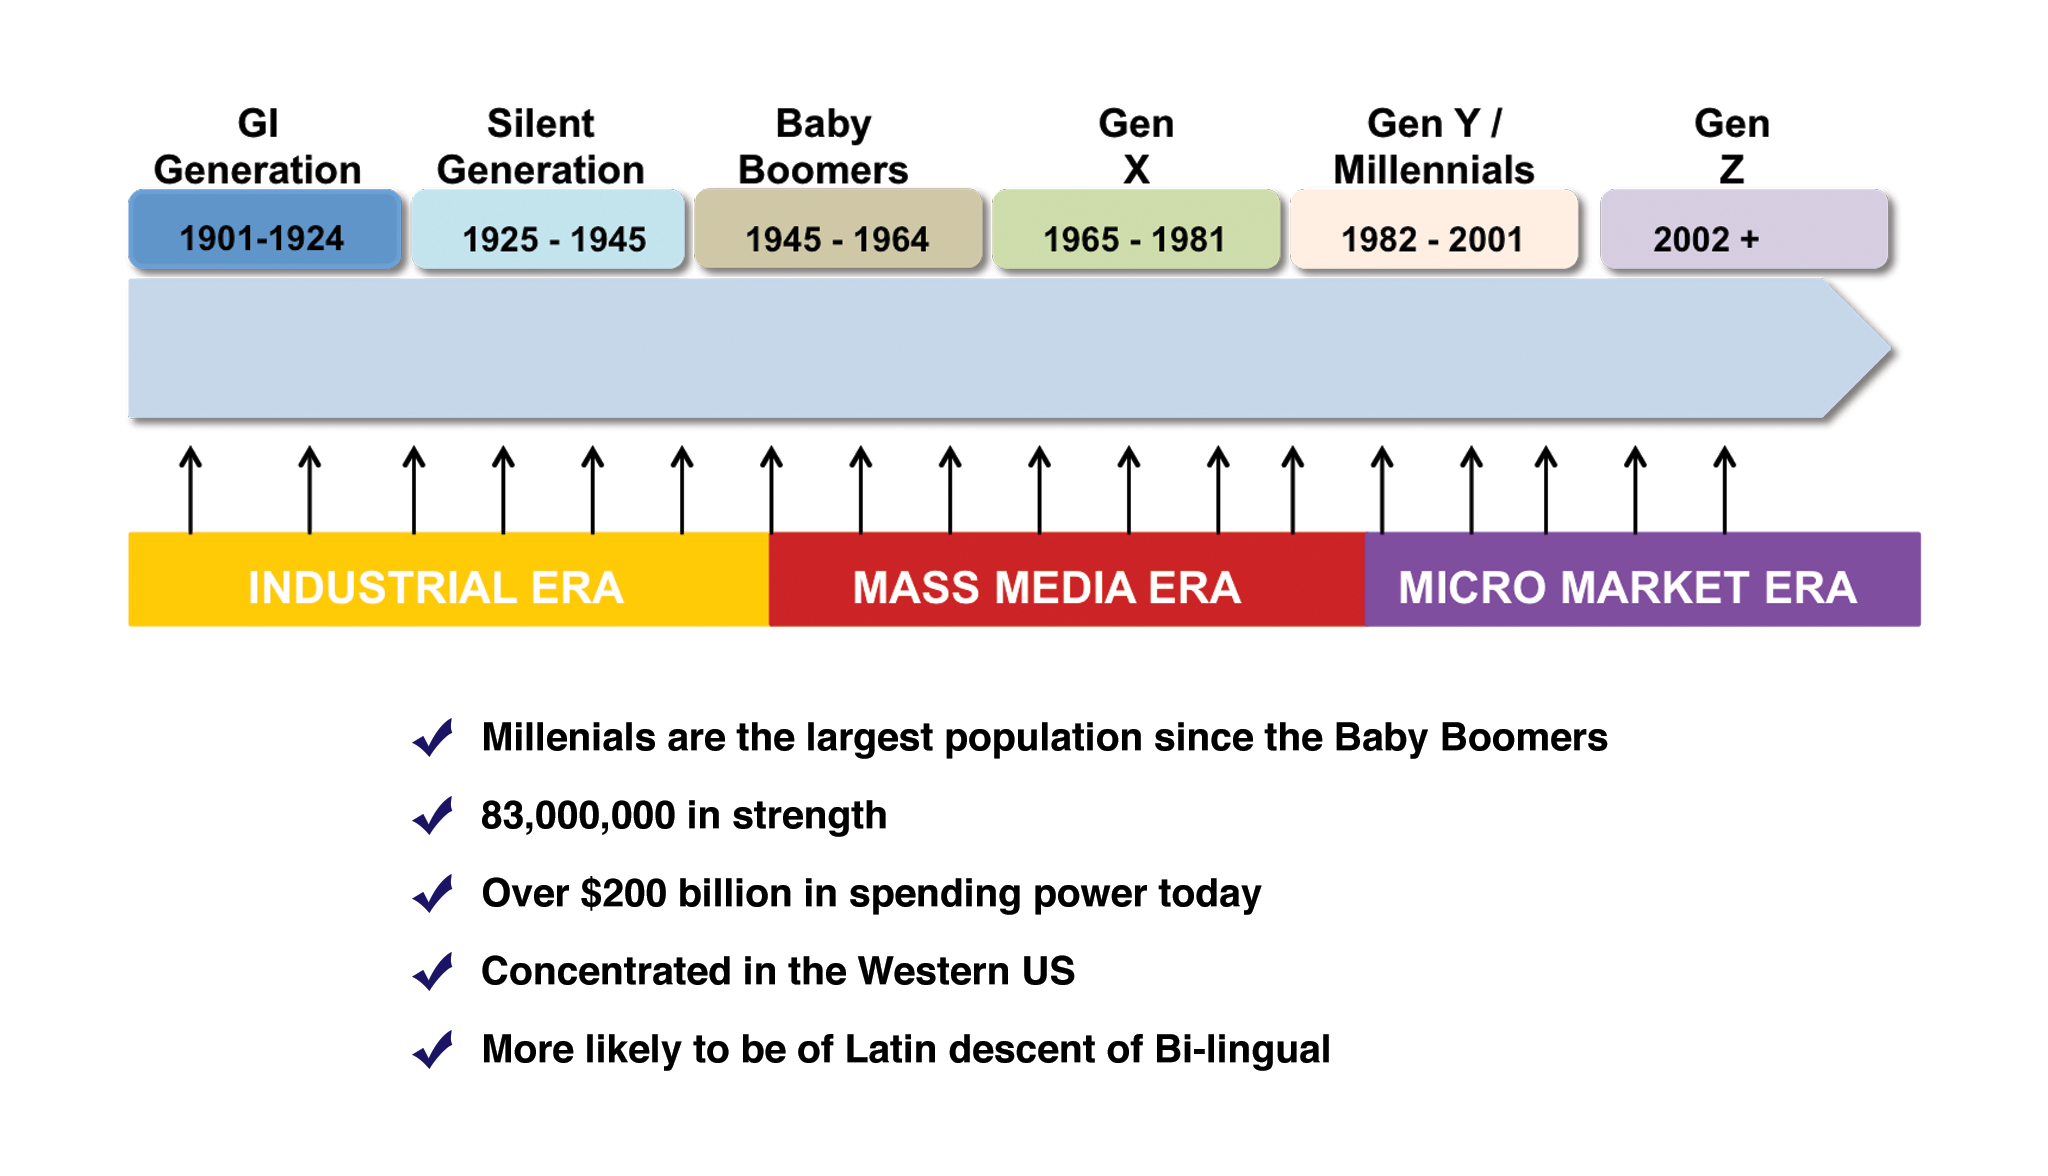 GI
Generation
Silent
Generation
Baby
Boomers
Gen
X
Gen Y /
Millennials
Gen
Z
1901-1924
1925 - 1945
1945 - 1964
1965 - 1981
1982 - 2001
2002 +
INDUSTRIAL ERA
MASS MEDIA ERA
MICRO MARKET ERA
Millenials are the largest population since the Baby Boomers
83,000,000 in strength
Over $200 billion in spending power today
Concentrated in the Western US
More likely to be of Latin descent of Bi-lingual